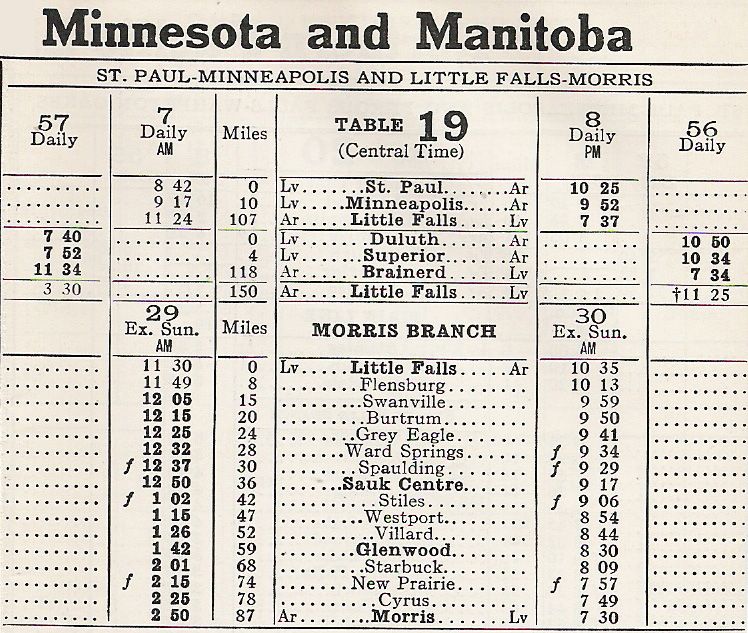 Minnesota and Manitoba
ST. PAUL-MINNEAPOLIS AND LITTLE FALLS-MORRIS
57 Daily 7 Daily AM Miles TABLE 19 (Central Time) 8 Daily PM 56 Daily
.......... 8 42 0 Lv.......St. Paul........Ar 10 25 ..........
.......... 9 17 10 Lv.....Minneapolis.....Ar 9 52 ..........
.......... 11 24 107 Ar......Little Falls......Lv 7 37 ..........
7 40 .......... 0 Lv........Duluth........Ar .......... 10 50
7 52 .......... 4 Lv.......Superior.......Ar .......... 10 34
11 34 .......... 118 Ar.......Brainerd.......Lv .......... 7 34
3 30 .......... 150 Ar......Little Falls......Lv .......... †11 25
29 Ex. Sun. AM Miles MORRIS BRANCH 30 Ex. Sun. AM
.......... 11 30 0 Lv......Little Falls......Ar 10 35 ..........
.......... 11 49 8 .........Flensburg......... 10 13 ..........
.......... 12 05 15 .........Swanville......... 9 59 ..........
.......... 12 15 20 .........Burtrum......... 9 50 ..........
.......... 12 25 24 ........Grey Eagle........ 9 41 ..........
.......... 12 32 28 .......Ward Springs....... f 9 34 ..........
.......... f 12 37 30 ........Spaulding........ f 9 29 ..........
.......... 12 50 36 .......Sauk Centre....... 9 17 ..........
.......... f 1 02 42 ..........Stiles.......... f 9 06 ..........
.......... 1 15 47 .........Westport......... 8 54 ..........
.......... 1 26 52 ..........Villard.......... 8 44 ..........
.......... 1 42 59 ........Glenwood........ 8 30 ..........
.......... 2 01 68 .........Starbuck......... 8 09 ..........
.......... f 2 15 74 .......New Prairie....... f 7 57 ..........
.......... 2 25 78 ..........Cyrus.......... 7 49 ..........
.......... 2 50 87 Ar........Morris........Lv 7 30 ..........